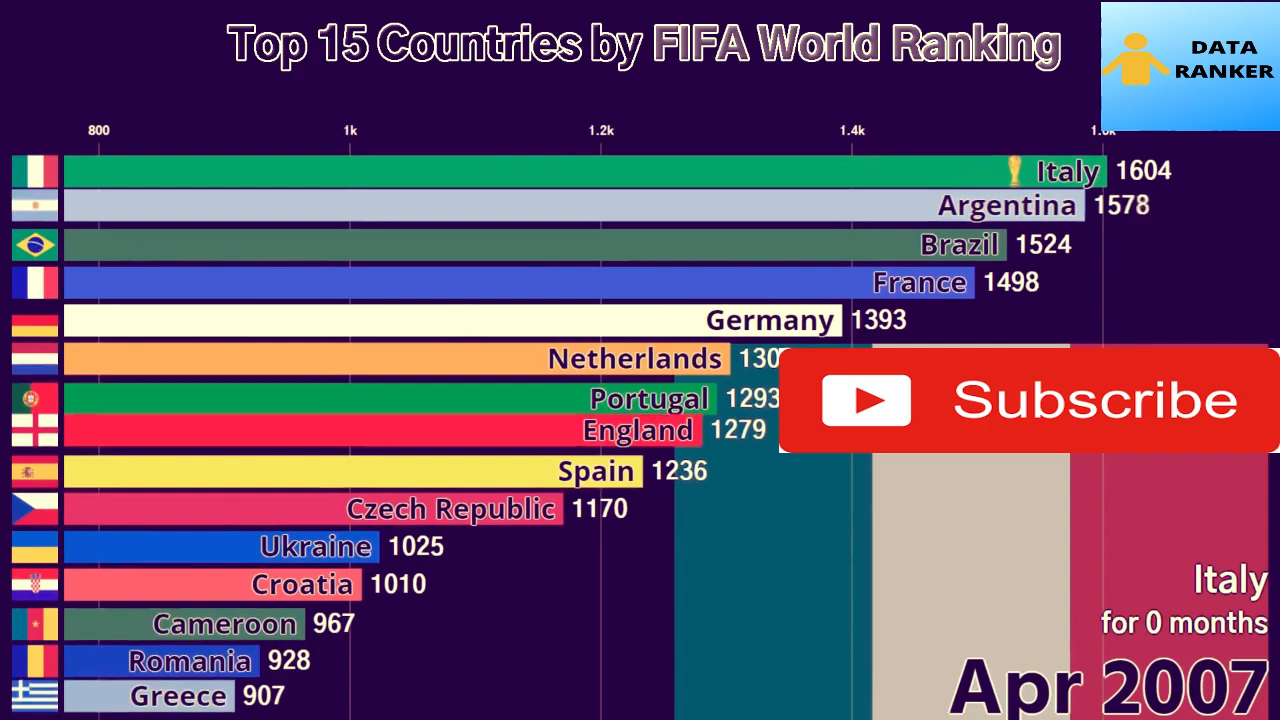 Top 15 Countries by FIFA World Ranking
DATA
RANKER
800 1k 1.2k 1.4k
Italy 1604
Argentina 1578
Brazil 1524
France 1498
Germany 1393
Netherlands
Portugal 1293
England 1279
Subscribe
Spain 1236
Czech Republic 1170
Ukraine 1025
Croatia 1010
Cameroon 967
Romania 928
Greece 907
Italy
for 0 months
Apr 2007